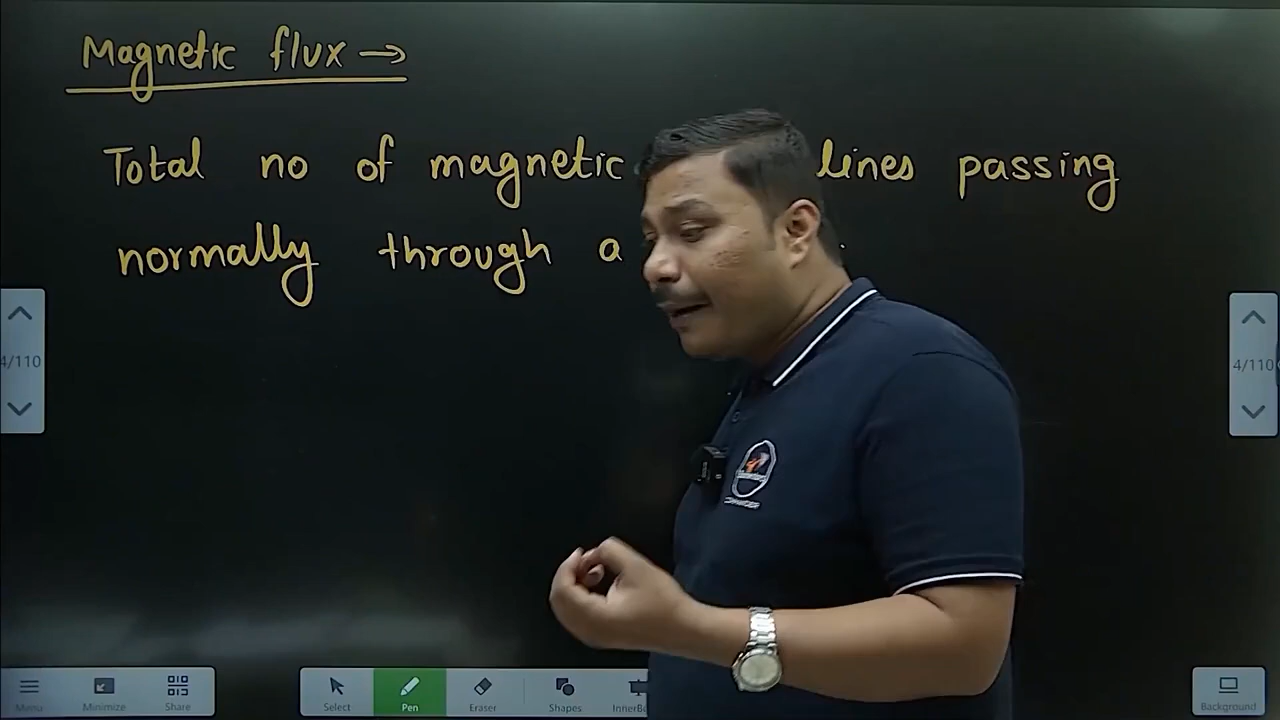 Magnetic flux →
Total no of magnetic lines passing
normally through a
4/110
4/110
Menu
Minimize
Share
Select
Pen
Eraser
Shapes
Background